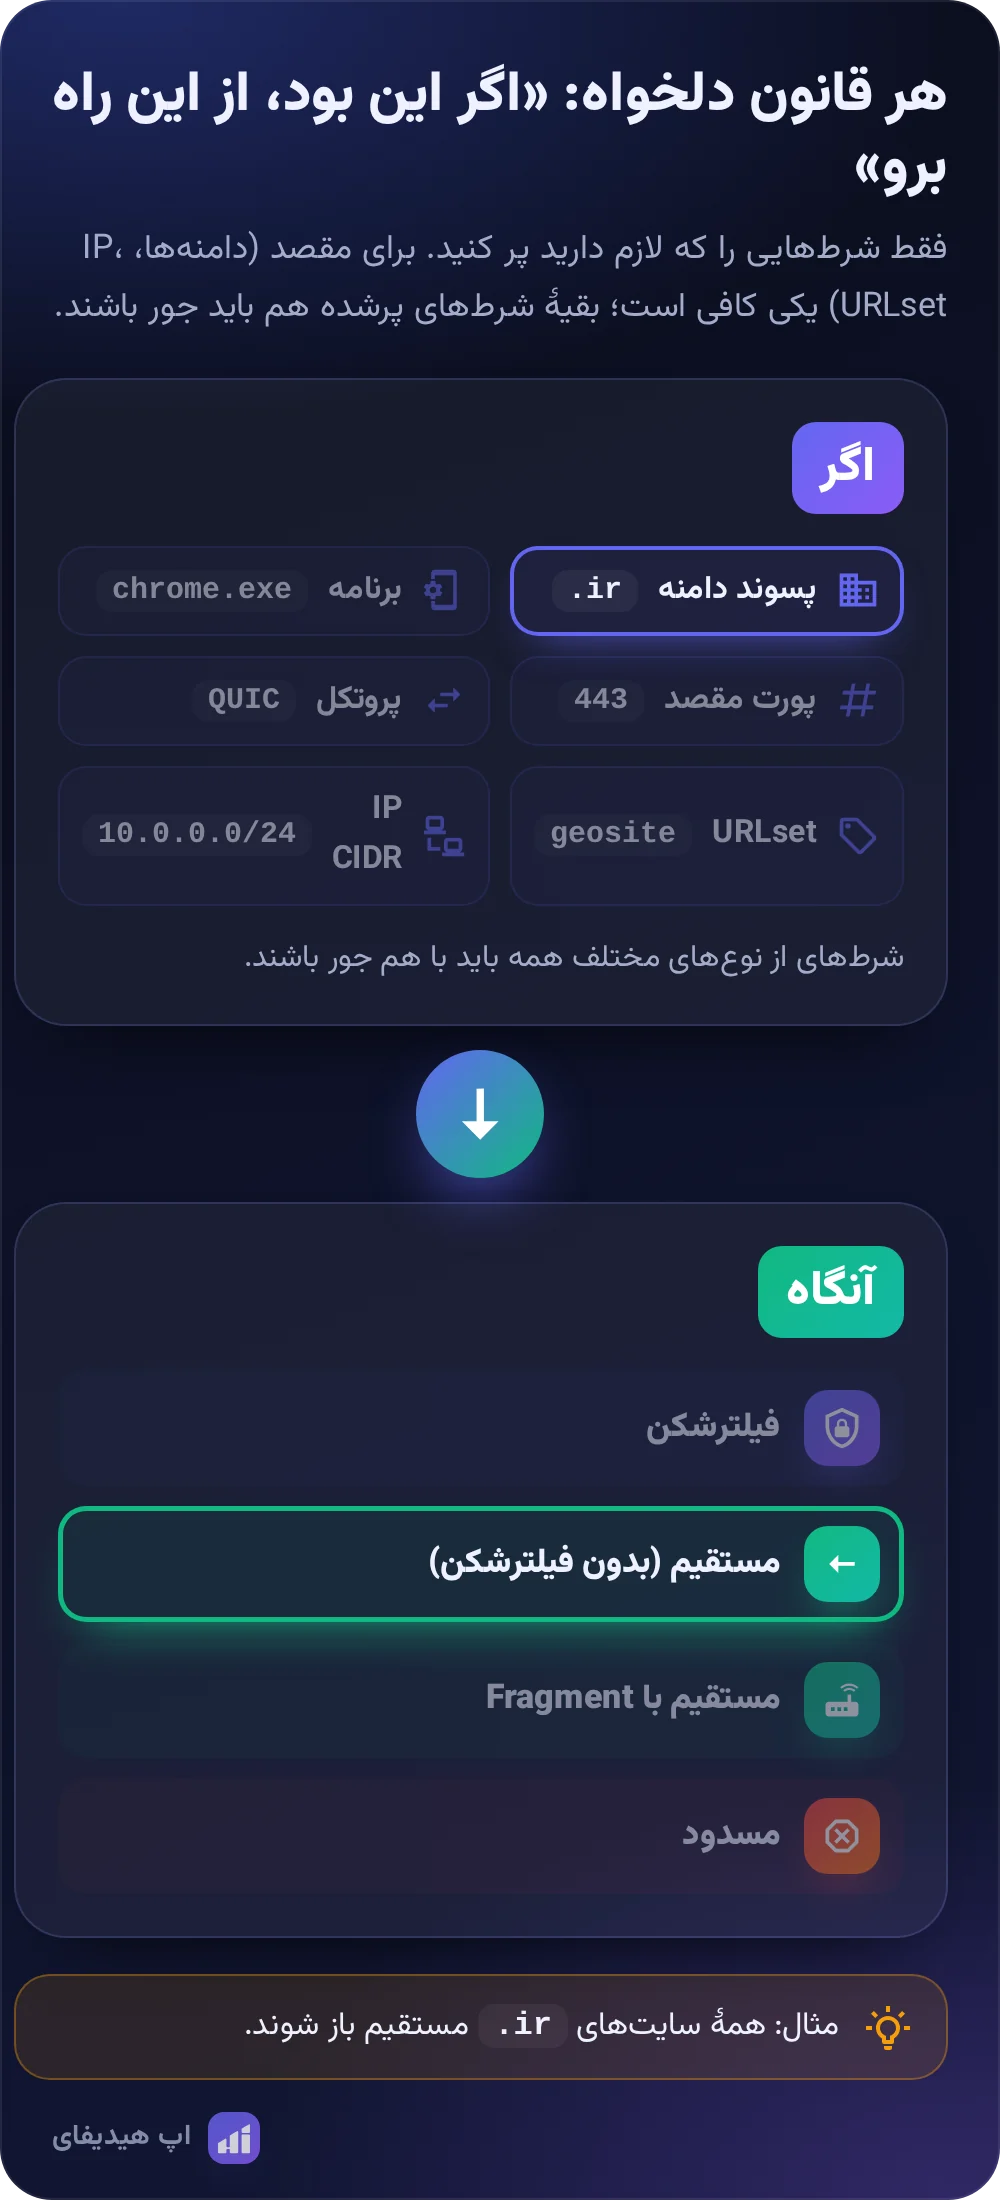 هر قانون دلخواه: «اگر این بود، از این راه
برو»
فقط شرط‌هایی را که لازم دارید پر کنید. برای مقصد (دامنه‌ها، IP،
URLset) یکی کافی است؛ بقیهٔ شرط‌های پرشده هم باید جور باشند.
اگر
پسوند دامنه .ir
برنامه chrome.exe
پورت مقصد 443
پروتکل QUIC
URLset geosite
IP
CIDR 10.0.0.0/24
شرط‌های از نوع‌های مختلف همه باید با هم جور باشند.
آنگاه
فیلترشکن
مستقیم (بدون فیلترشکن)
مستقیم با Fragment
مسدود
مثال: همهٔ سایت‌های .ir مستقیم باز شوند.
اپ هیدیفای